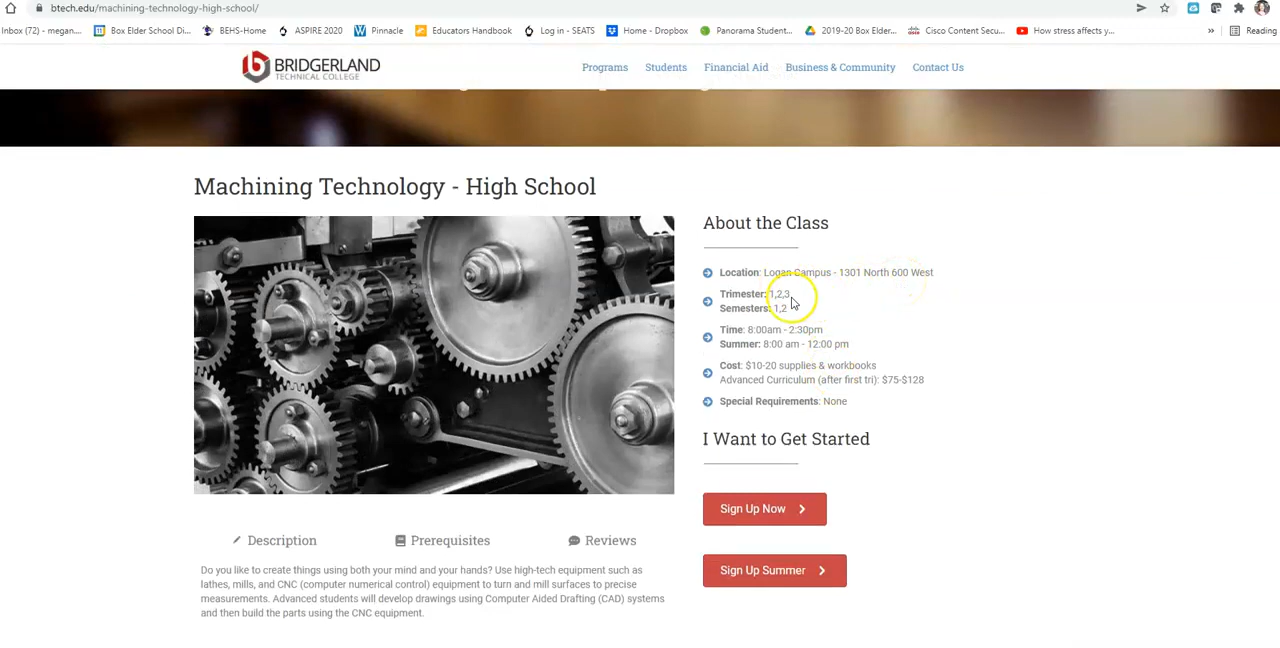 btech.edu/machining-technology-high-school/
Inbox (72) - megan... Box Elder School Di... BEHS-Home ASPIRE 2020 Pinnacle Educators Handbook Log in - SEATS Home - Dropbox Panorama Student... 2019-20 Box Elder... Cisco Content Secu... How stress affects y... » Reading
BRIDGERLAND
TECHNICAL COLLEGE
Programs Students Financial Aid Business & Community Contact Us
Machining Technology - High School
About the Class
Location: Logan Campus - 1301 North 600 West
Trimester: 1,2,3
Semesters: 1,2
Time: 8:00am - 2:30pm
Summer: 8:00 am - 12:00 pm
Cost: $10-20 supplies & workbooks
Advanced Curriculum (after first tri): $75-$128
Special Requirements: None
I Want to Get Started
Sign Up Now
Sign Up Summer
Description Prerequisites Reviews
Do you like to create things using both your mind and your hands? Use high-tech equipment such as
lathes, mills, and CNC (computer numerical control) equipment to turn and mill surfaces to precise
measurements. Advanced students will develop drawings using Computer Aided Drafting (CAD) systems
and then build the parts using the CNC equipment.